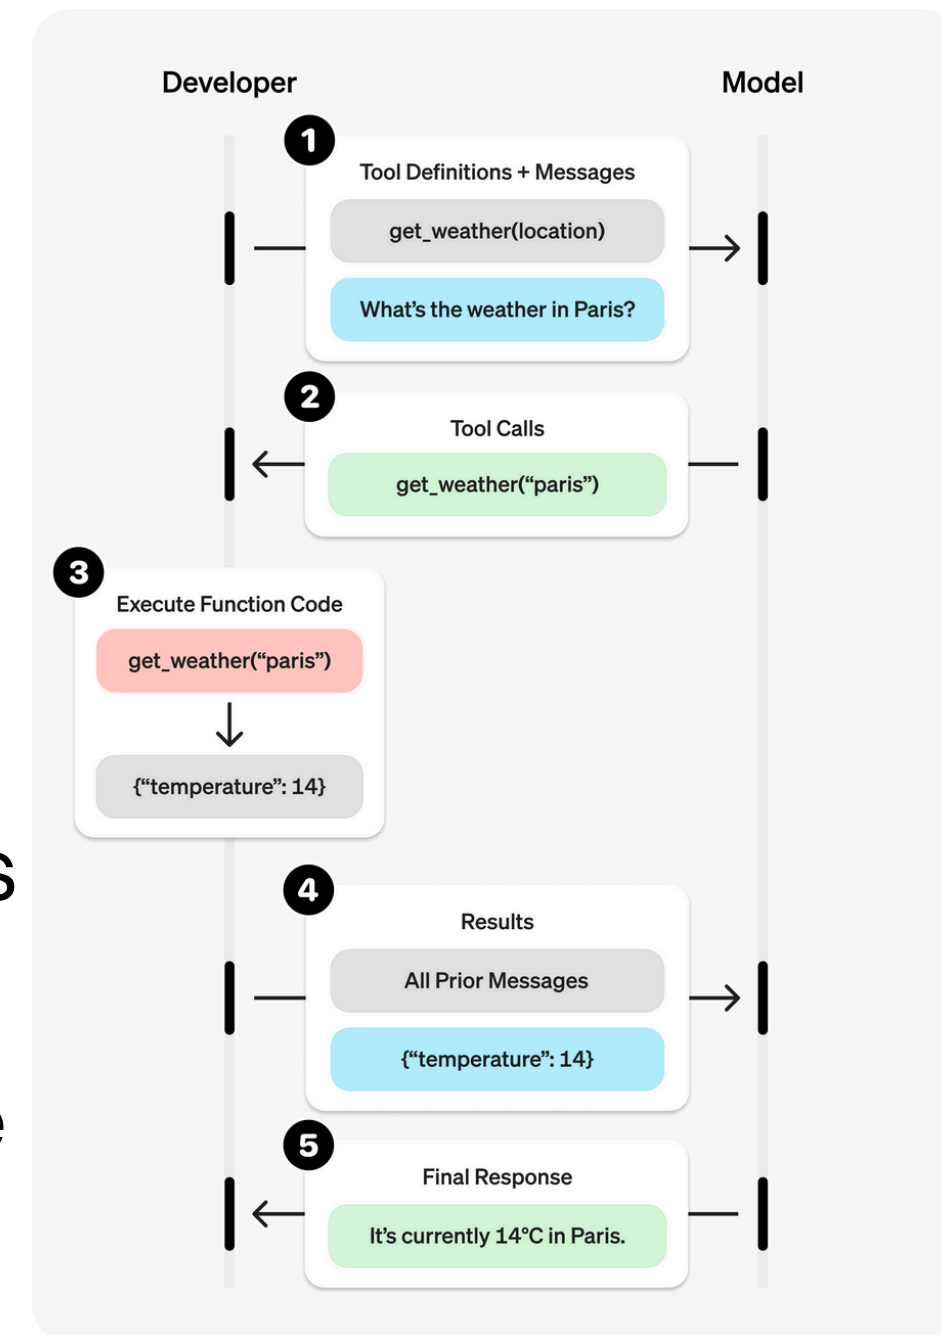 Developer
Model
1
Tool Definitions + Messages
get_weather(location)
What’s the weather in Paris?
2
Tool Calls
get_weather(“paris”)
3
Execute Function Code
get_weather(“paris”)
{“temperature”: 14}
s
4
Results
All Prior Messages
{“temperature”: 14}
e
5
Final Response
It’s currently 14°C in Paris.